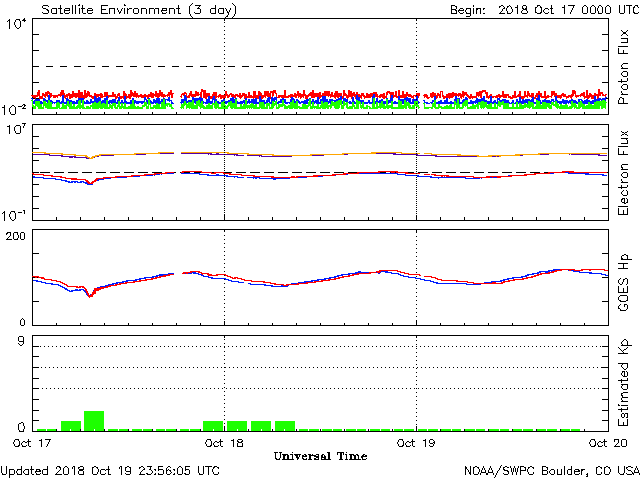 Satellite Environment (3 day) Begin: 2018 Oct 17 0000 UTC
10⁴
10⁻²
Proton Flux
10⁷
10⁻¹
Electron Flux
200
0
GOES Hp
9
0
Estimated Kp
Oct 17 Oct 18 Oct 19 Oct 20
Universal Time
Updated 2018 Oct 19 23:56:05 UTC NOAA/SWPC Boulder, CO USA